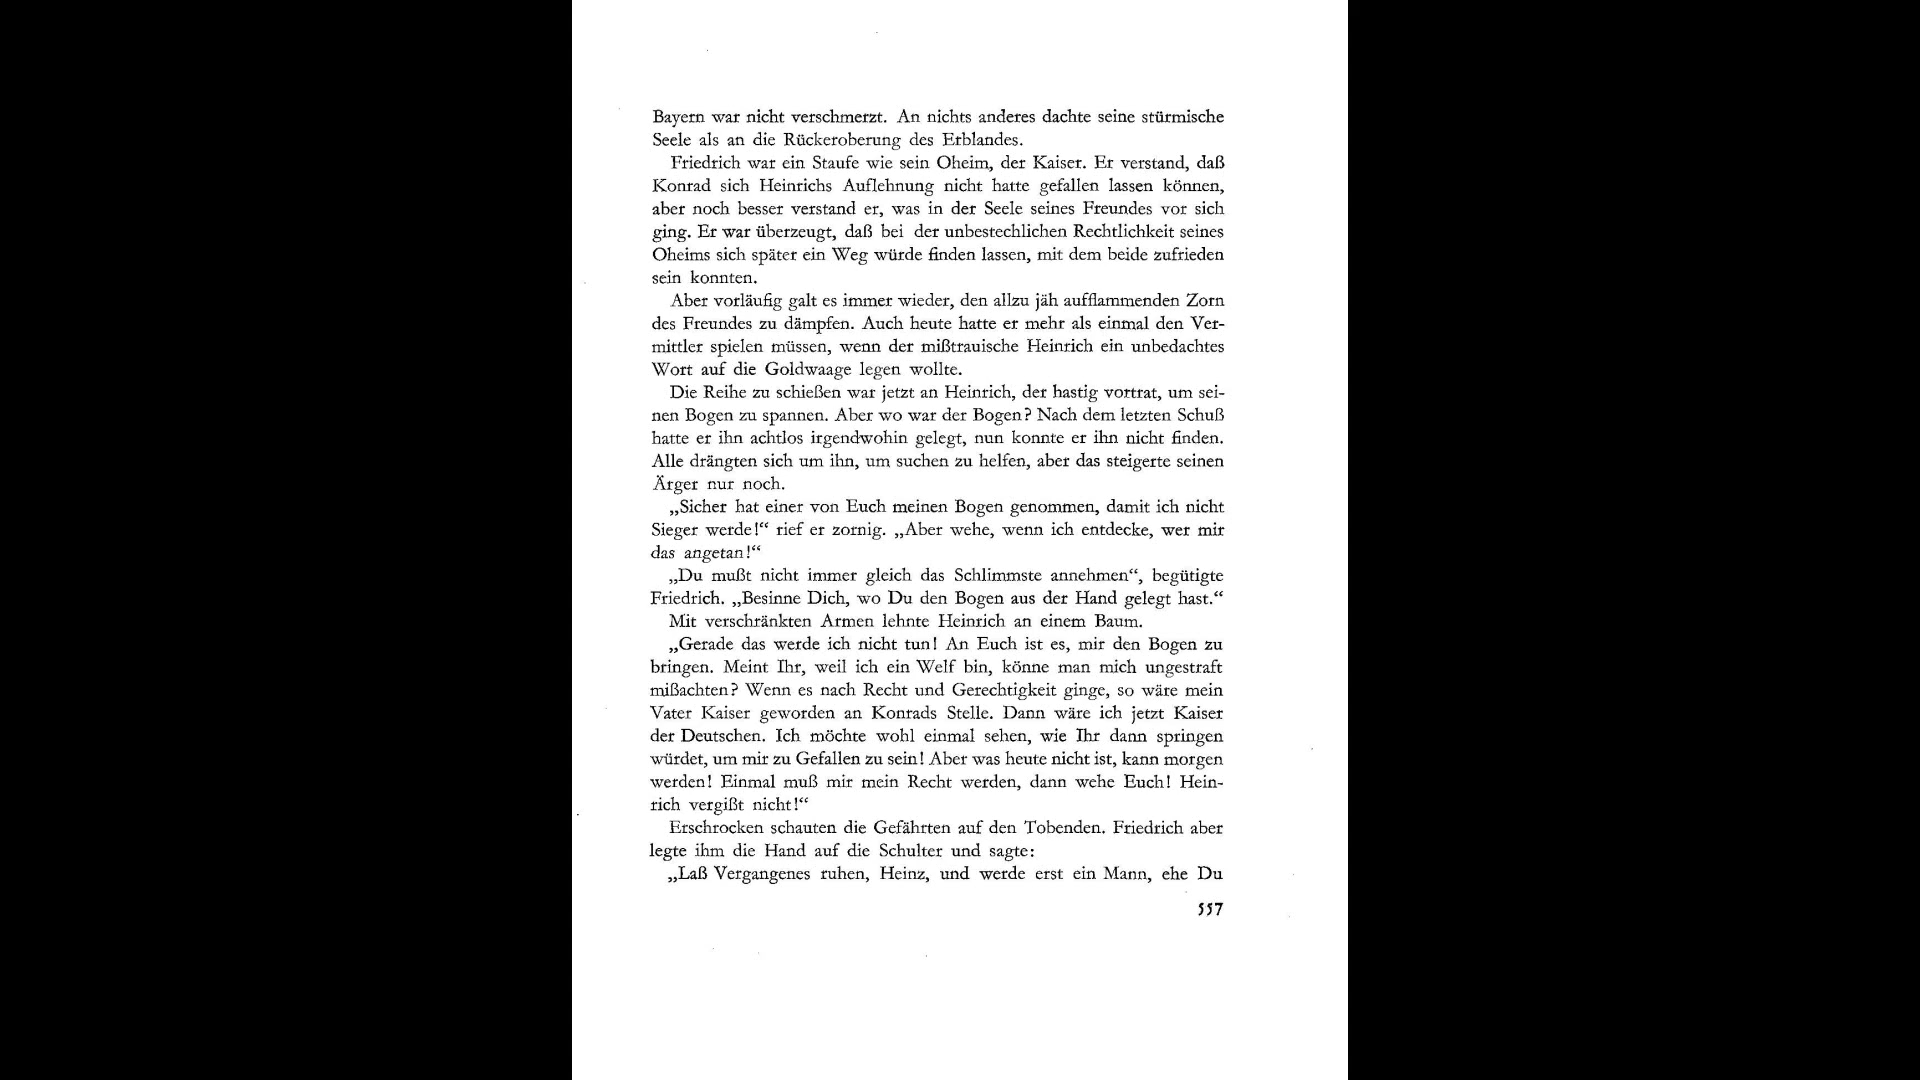 Bayern war nicht verschmerzt. An nichts anderes dachte seine stürmische
Seele als an die Rückeroberung des Erblandes.
Friedrich war ein Staufe wie sein Oheim, der Kaiser. Er verstand, daß
Konrad sich Heinrichs Auflehnung nicht hatte gefallen lassen können,
aber noch besser verstand er, was in der Seele seines Freundes vor sich
ging. Er war überzeugt, daß bei der unbestechlichen Rechtlichkeit seines
Oheims sich später ein Weg würde finden lassen, mit dem beide zufrieden
sein konnten.
Aber vorläufig galt es immer wieder, den allzu jäh aufflammenden Zorn
des Freundes zu dämpfen. Auch heute hatte er mehr als einmal den Ver-
mittler spielen müssen, wenn der mißtrauische Heinrich ein unbedachtes
Wort auf die Goldwaage legen wollte.
Die Reihe zu schießen war jetzt an Heinrich, der hastig vortrat, um sei-
nen Bogen zu spannen. Aber wo war der Bogen? Nach dem letzten Schuß
hatte er ihn achtlos irgendwohin gelegt, nun konnte er ihn nicht finden.
Alle drängten sich um ihn, um suchen zu helfen, aber das steigerte seinen
Ärger nur noch.
„Sicher hat einer von Euch meinen Bogen genommen, damit ich nicht
Sieger werde!“ rief er zornig. „Aber wehe, wenn ich entdecke, wer mir
das angetan!“
„Du mußt nicht immer gleich das Schlimmste annehmen“, begütigte
Friedrich. „Besinne Dich, wo Du den Bogen aus der Hand gelegt hast.“
Mit verschränkten Armen lehnte Heinrich an einem Baum.
„Gerade das werde ich nicht tun! An Euch ist es, mir den Bogen zu
bringen. Meint Ihr, weil ich ein Welf bin, könne man mich ungestraft
mißachten? Wenn es nach Recht und Gerechtigkeit ginge, so wäre mein
Vater Kaiser geworden an Konrads Stelle. Dann wäre ich jetzt Kaiser
der Deutschen. Ich möchte wohl einmal sehen, wie Ihr dann springen
würdet, um mir zu Gefallen zu sein! Aber was heute nicht ist, kann morgen
werden! Einmal muß mir mein Recht werden, dann wehe Euch! Hein-
rich vergißt nicht!“
Erschrocken schauten die Gefährten auf den Tobenden. Friedrich aber
legte ihm die Hand auf die Schulter und sagte:
„Laß Vergangenes ruhen, Heinz, und werde erst ein Mann, ehe Du
557